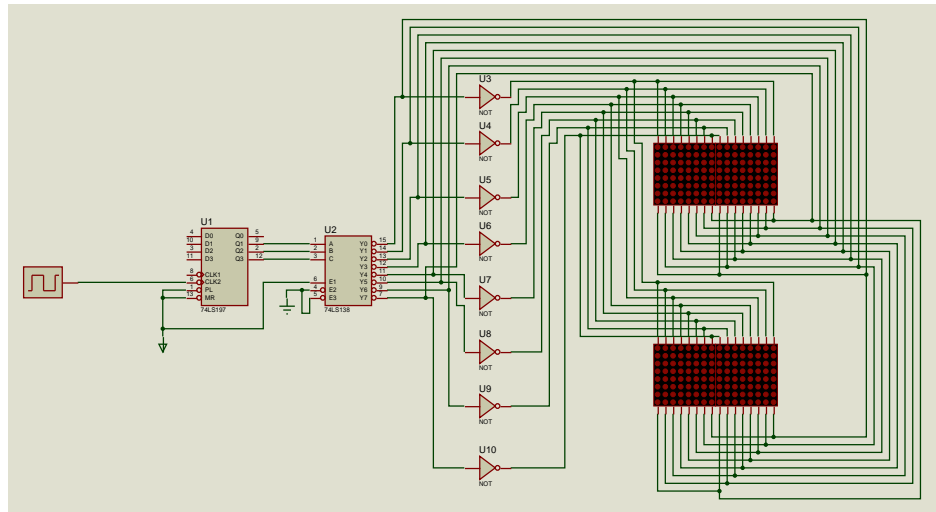 U1
4 D0 Q0 5
10 D1 Q1 9
3 D2 Q2 2
11 D3 Q3 12
8 CLK1
6 CLK2
1 PL
13 MR
74LS197
U2
1 A Y0 15
2 B Y1 14
3 C Y2 13
Y3 12
Y4 11
6 E1 Y5 10
4 E2 Y6 9
5 E3 Y7 7
74LS138
U3
NOT
U4
NOT
U5
NOT
U6
NOT
U7
NOT
U8
NOT
U9
NOT
U10
NOT